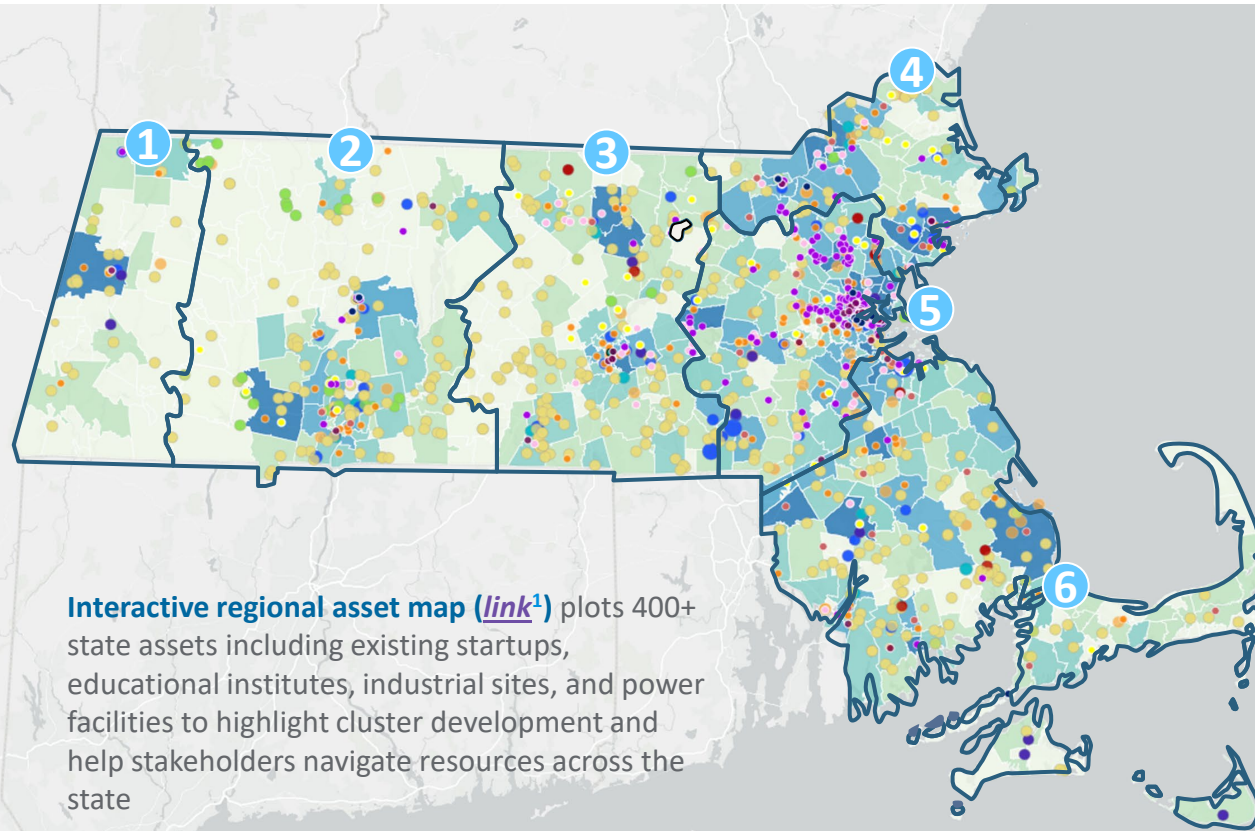 4
1
2
3
5
6
Interactive regional asset map (link1) plots 400+
state assets including existing startups,
educational institutes, industrial sites, and power
facilities to highlight cluster development and
help stakeholders navigate resources across the
state